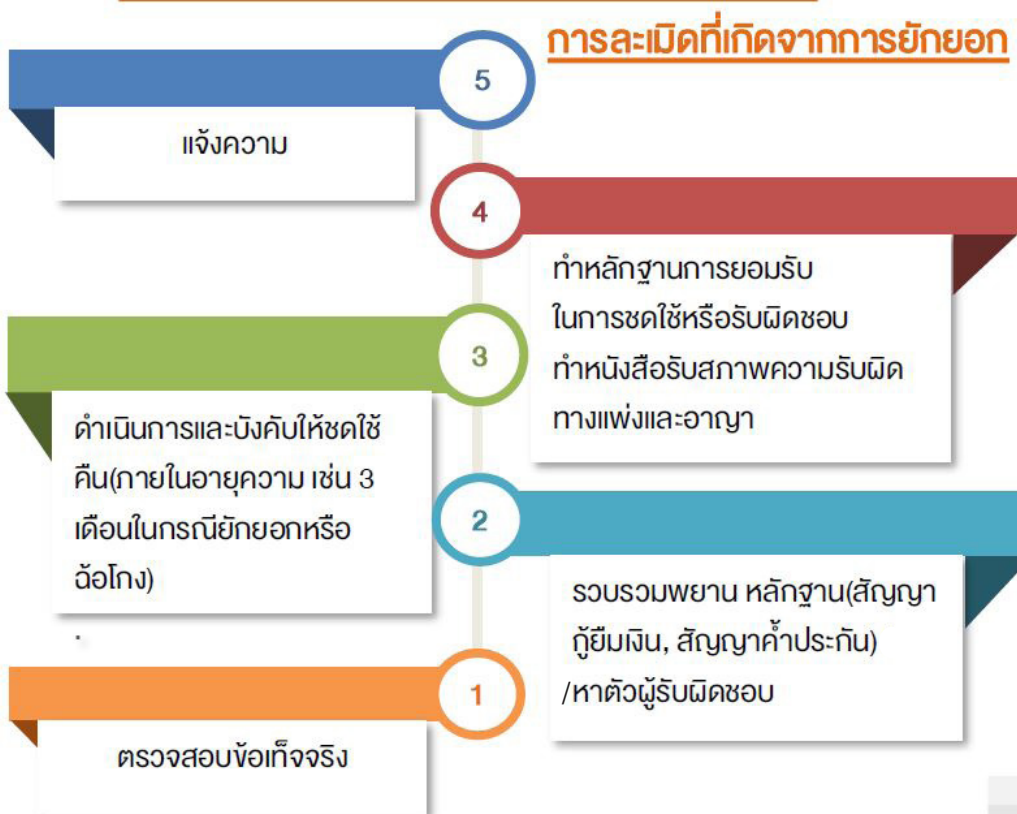 การละเมิดที่เกิดจากการยักยอก
5
แจ้งความ
4
ทำหลักฐานการยอมรับ
ในการชดใช้หรือรับผิดชอบ
ทำหนังสือรับสภาพความรับผิด
ทางแพ่งและอาญา
3
ดำเนินการและบังคับให้ชดใช้
คืน(ภายในอายุความ เช่น 3
เดือนในกรณียักยอกหรือ
ฉ้อโกง)
.
2
รวบรวมพยาน หลักฐาน(สัญญา
กู้ยืมเงิน, สัญญาค้ำประกัน)
/หาตัวผู้รับผิดชอบ
1
ตรวจสอบข้อเท็จจริง